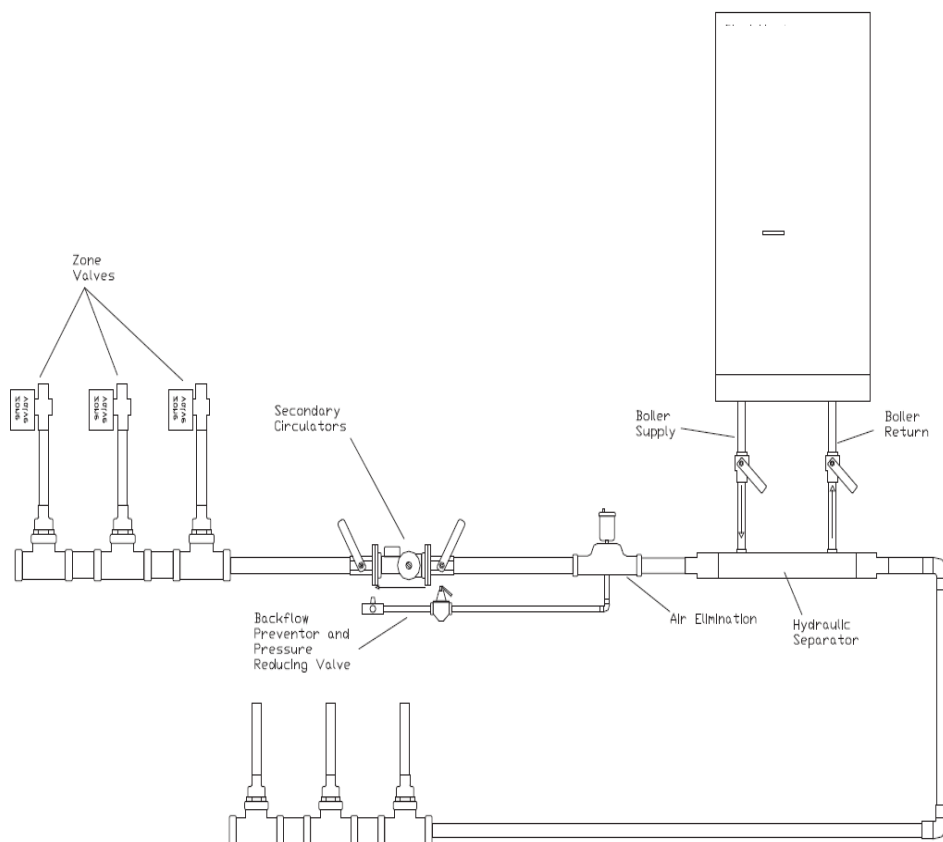 Zone
Valves
Secondary
Circulators
Boiler
Supply
Boiler
Return
Backflow
Preventor and
Pressure
Reducing Valve
Air Elimination
Hydraulic
Separator